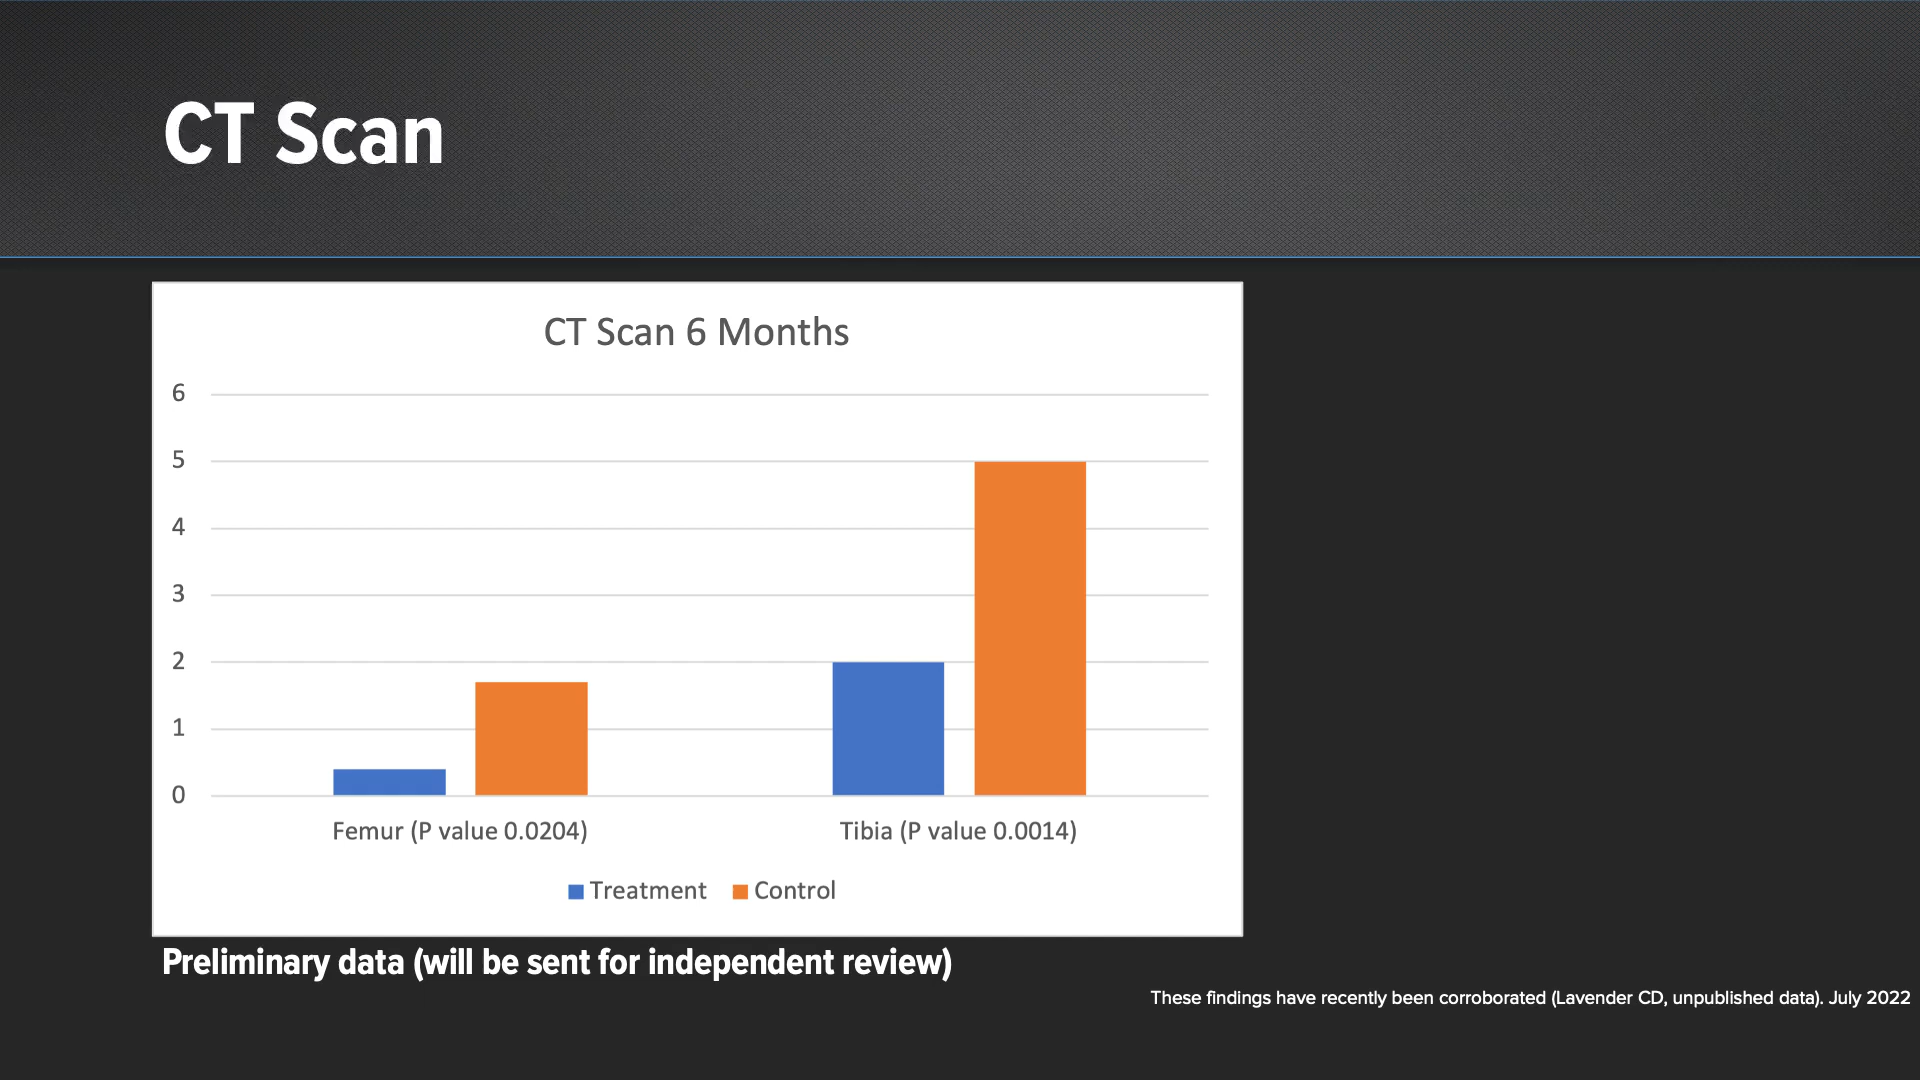 CT Scan
CT Scan 6 Months
6
5
4
3
2
1
0
Femur (P value 0.0204)
Tibia (P value 0.0014)
Treatment
Control
Preliminary data (will be sent for independent review)
These findings have recently been corroborated (Lavender CD, unpublished data). July 2022